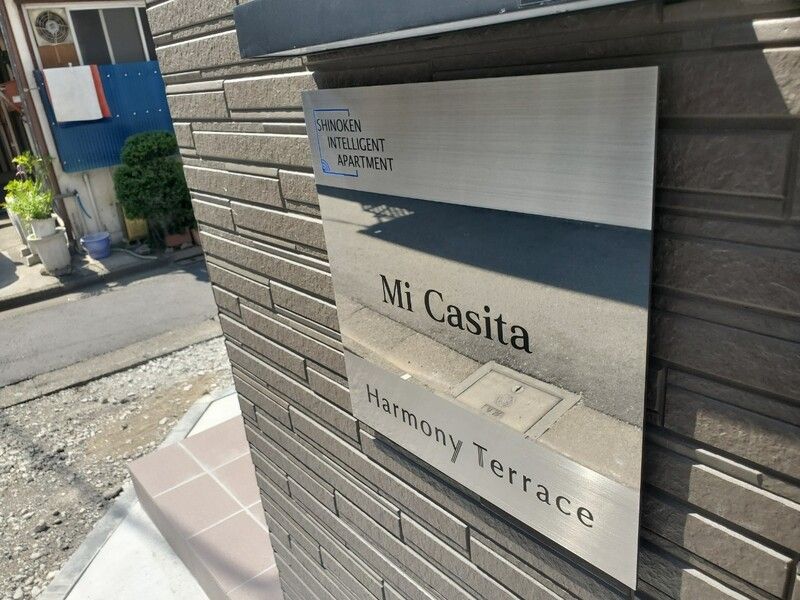 SHINOKEN
INTELLIGENT
APARTMENT
Mi Casita
Harmony Terrace